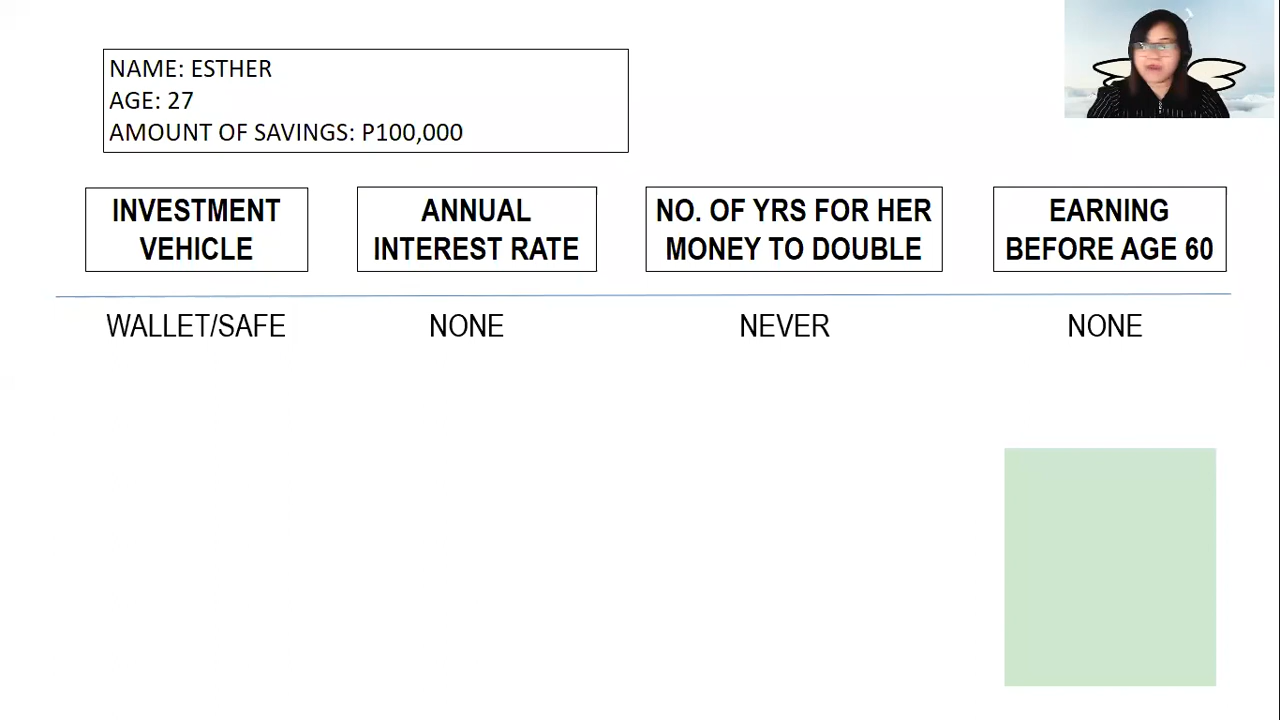 NAME: ESTHER
AGE: 27
AMOUNT OF SAVINGS: P100,000
INVESTMENT
VEHICLE
ANNUAL
INTEREST RATE
NO. OF YRS FOR HER
MONEY TO DOUBLE
EARNING
BEFORE AGE 60
WALLET/SAFE
NONE
NEVER
NONE